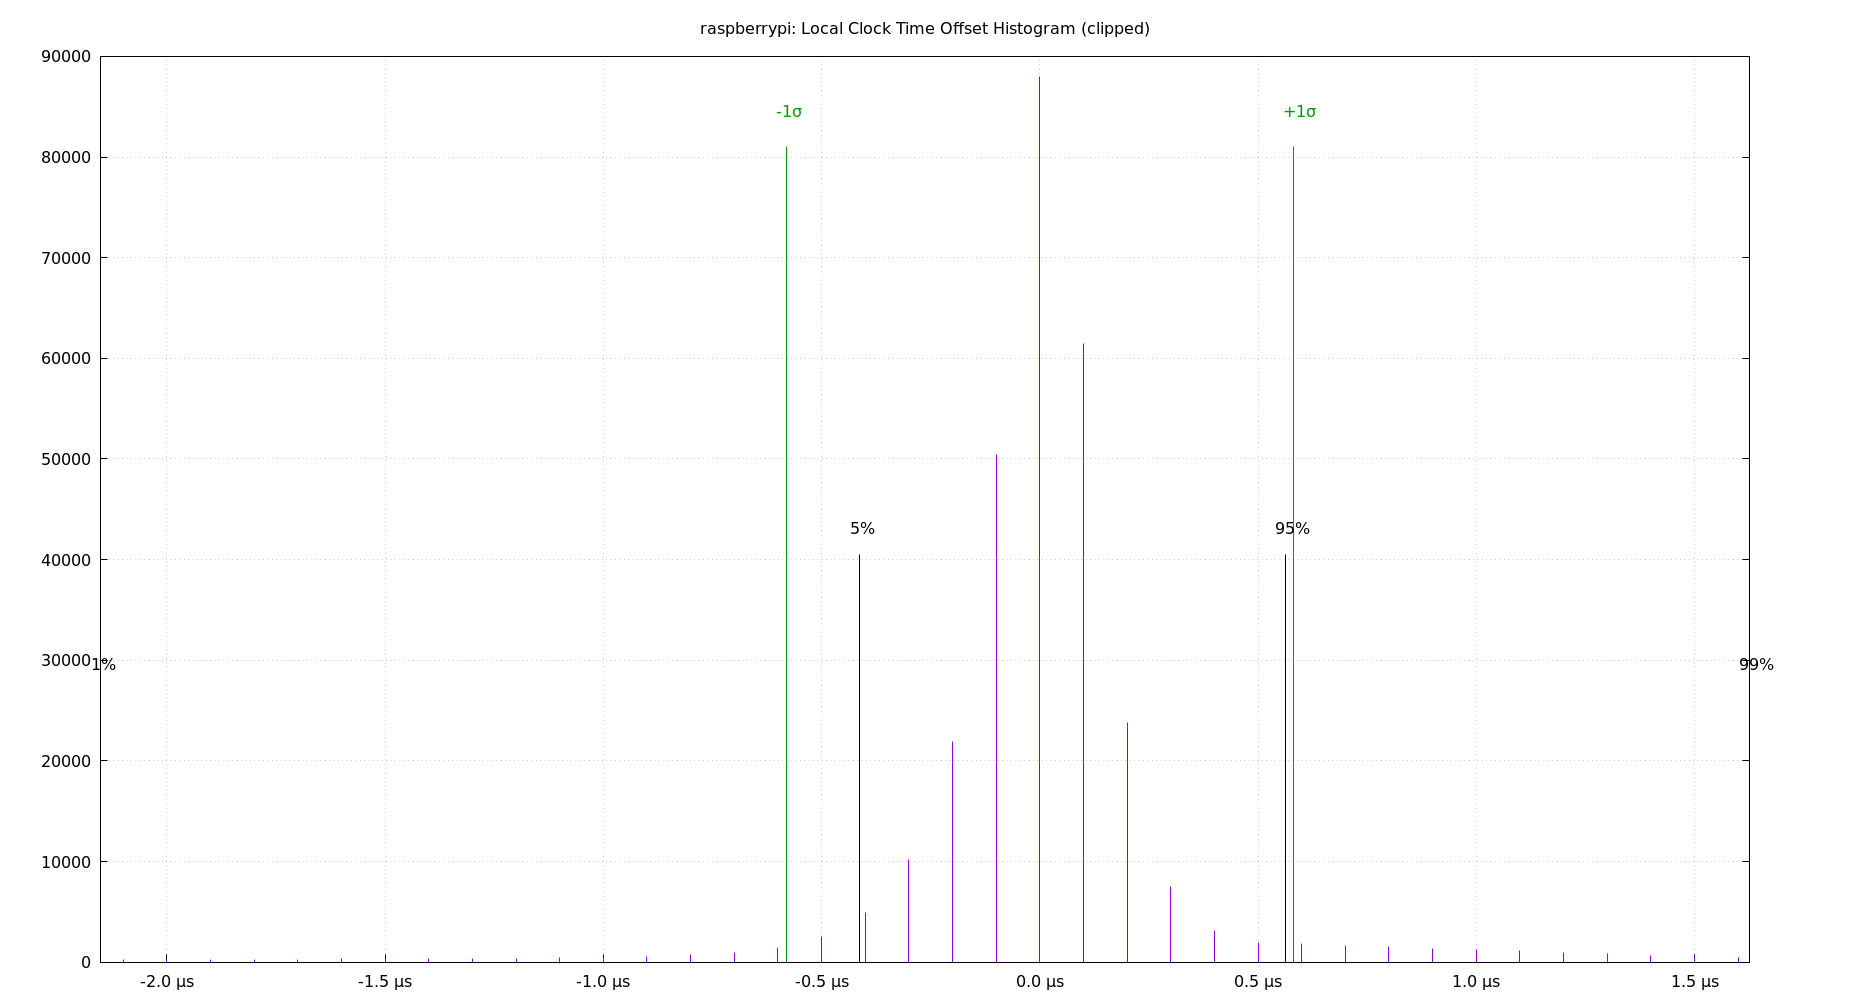 raspberrypi: Local Clock Time Offset Histogram (clipped)
90000
-1σ +1σ
80000
70000
60000
50000
5% 95%
40000
30000 1% 99%
20000
10000
0
-2.0 µs -1.5 µs -1.0 µs -0.5 µs 0.0 µs 0.5 µs 1.0 µs 1.5 µs